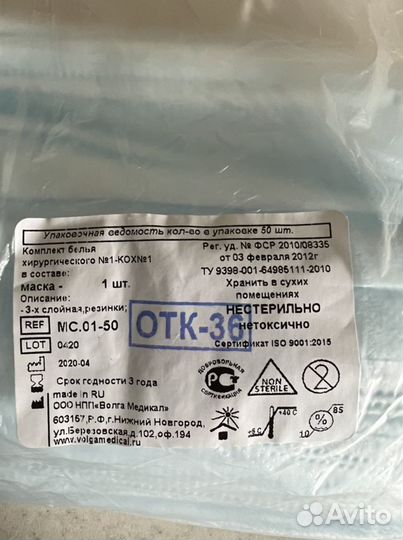 Упаковочная ведомость кол-во в упаковке 50 шт.
Комплект белья
хирургического №1-КОХ№1
в составе:
маска - 1 шт.
Описание:
- 3-х слойная,резинки;
REF МС.01-50
LOT 0420
2020-04
Срок годности 3 года
made in RU
ООО НПП«Волга Медикал»
603157,Р.Ф,г.Нижний Новгород,
ул.Березовская,д.102,оф.194
www.volgamedical.ru
Рег. уд. № ФСР 2010/08335
от 03 февраля 2012г
ТУ 9398-001-64985111-2010
Хранить в сухих
помещениях
НЕСТЕРИЛЬНО
нетоксично
Сертификат ISO 9001:2015
ОТК-36
ДОБРОВОЛЬНАЯ
СЕРТИФИКАЦИЯ
NON
STERILE
-5 C
+40 C
10
%
85
Avito